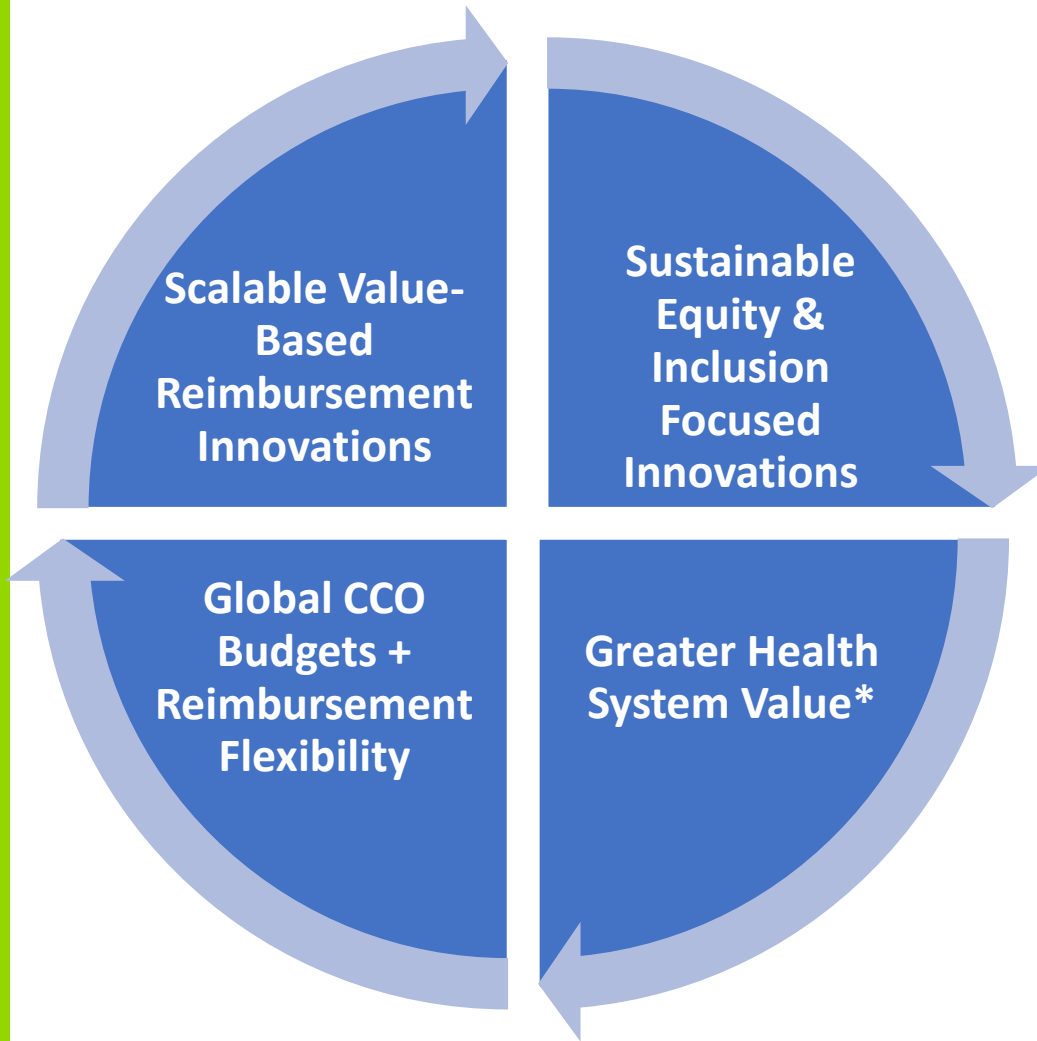 Scalable Value-
Based
Reimbursement
Innovations
Sustainable
Equity &
Inclusion
Focused
Innovations
Global CCO
Budgets +
Reimbursement
Flexibility
Greater Health
System Value*